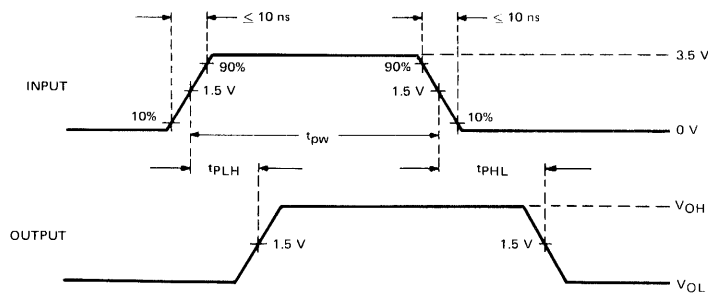 ≤ 10 ns
≤ 10 ns
3.5 V
90%
90%
INPUT
1.5 V
1.5 V
10%
10%
0 V
tpw
tPLH
tPHL
VOH
OUTPUT
1.5 V
1.5 V
VOL